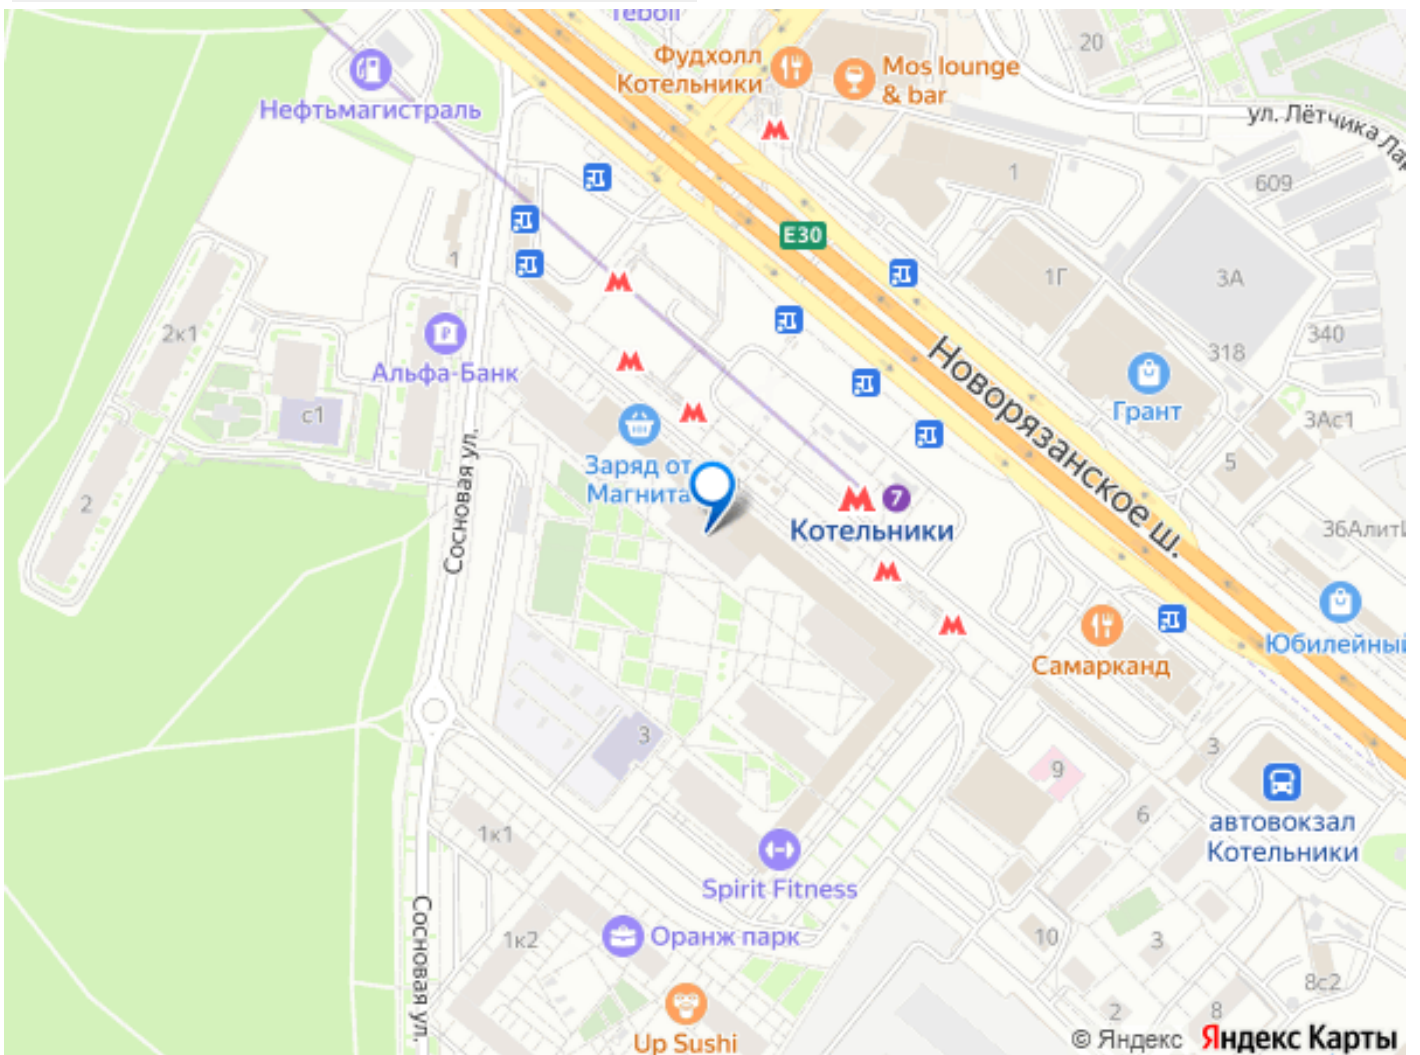 Teboil
Фудхолл
Котельники
Mos lounge
& bar
20
Нефтьмагистраль
ул. Лётчика
609
1
E30
1Г
3А
1
2к1
340
318
Альфа-Банк
Новорязанское ш.
Грант
с1
3Ас1
Заряд от
Магнита
5
Сосновая ул.
2
7
Котельники
Юбилейный
Самарканд
3
3
9
6
автовокзал
Котельники
1к1
Spirit Fitness
Сосновая ул.
1к2
Оранж парк
10
3
8с2
2
8
Up Sushi
© Яндекс Яндекс Карты